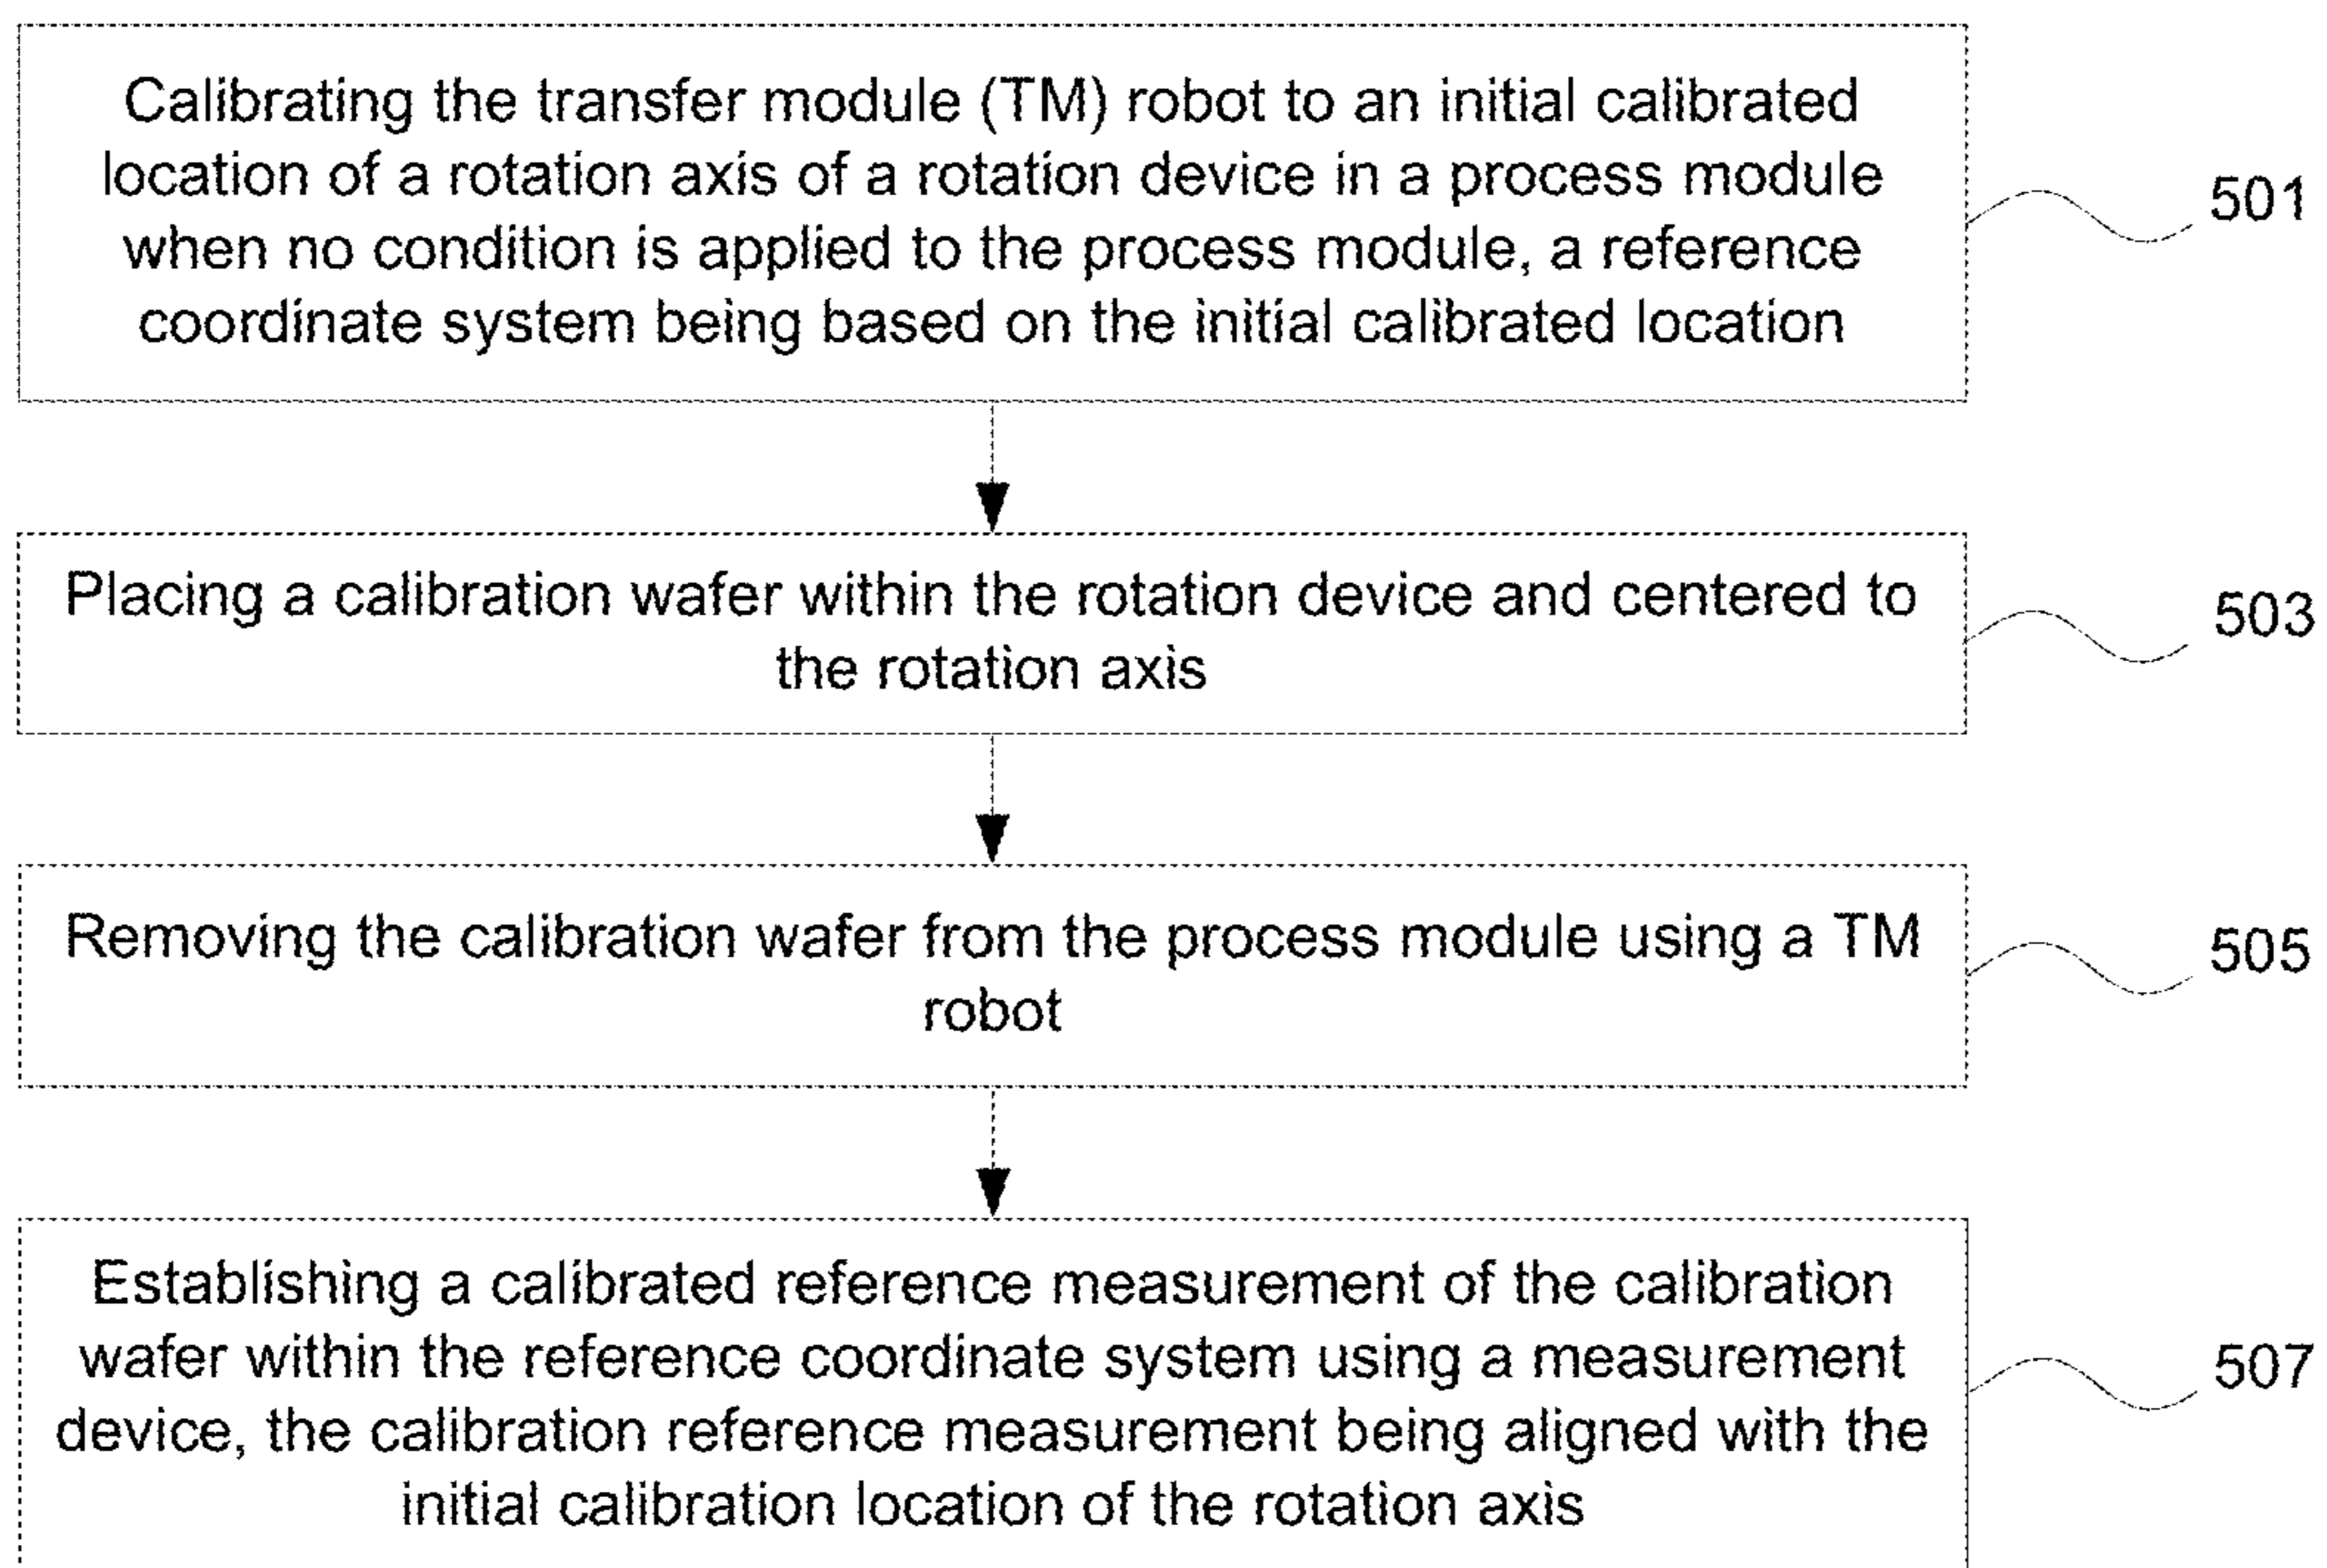 Calibrating the transfer module (TM) robot to an initial calibrated
location of a rotation axis of a rotation device in a process module
when no condition is applied to the process module, a reference
coordinate system being based on the initial calibrated location
501
Placing a calibration wafer within the rotation device and centered to
the rotation axis
503
Removing the calibration wafer from the process module using a TM
robot
505
Establishing a calibrated reference measurement of the calibration
wafer within the reference coordinate system using a measurement
device, the calibration reference measurement being aligned with the
initial calibration location of the rotation axis
507